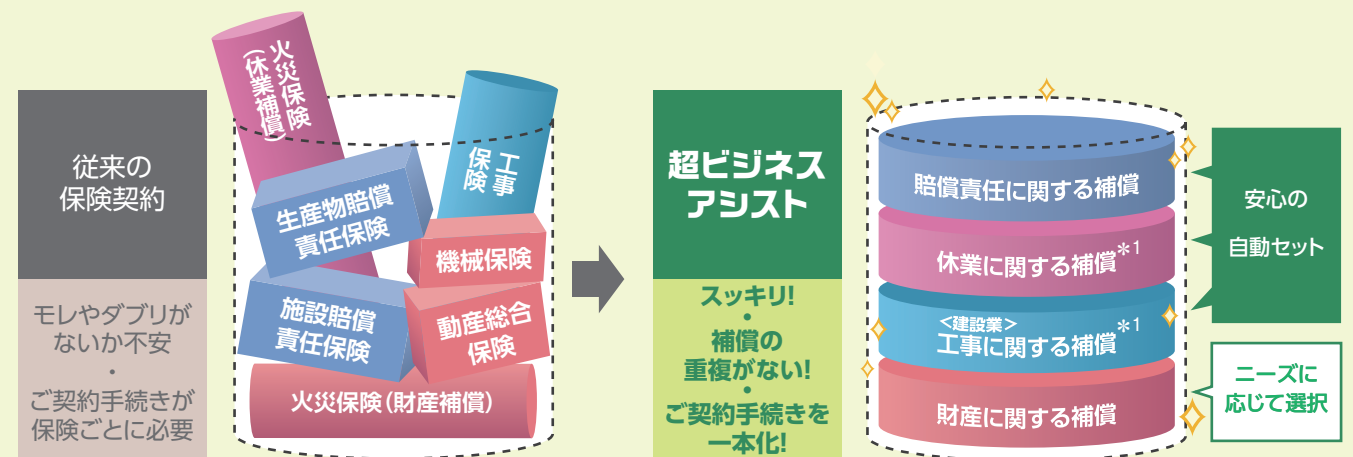 従来の
保険契約
モレやダブりが
ないか不安
・
ご契約手続きが
保険ごとに必要
火災保険
（休業補償）
工事
保険
生産物賠償
責任保険
機械保険
施設賠償
責任保険
動産総合
保険
火災保険（財産補償）
超ビジネス
アシスト
スッキリ！
・
補償の
重複がない！
・
ご契約手続きを
一本化！
賠償責任に関する補償
休業に関する補償＊1
＜建設業＞
工事に関する補償＊1
財産に関する補償
安心の
自動セット
ニーズに
応じて選択